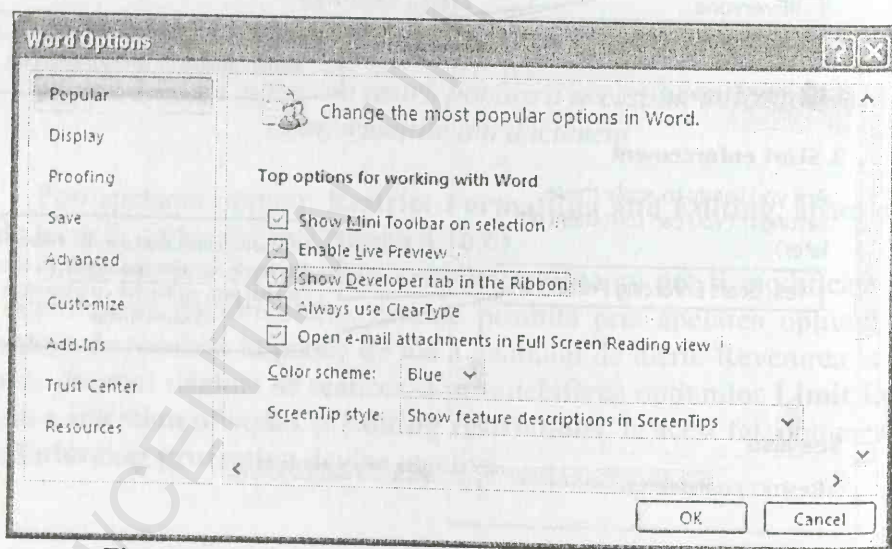 Word Options
Popular
Display
Proofing
Save
Advanced
Customize
Add-Ins
Trust Center
Resources
Change the most popular options in Word.
Top options for working with Word
Show Mini Toolbar on selection
Enable Live Preview
Show Developer tab in the Ribbon
Always use ClearType
Open e-mail attachments in Full Screen Reading view
Color scheme: Blue
ScreenTip style: Show feature descriptions in ScreenTips
OK
Cancel